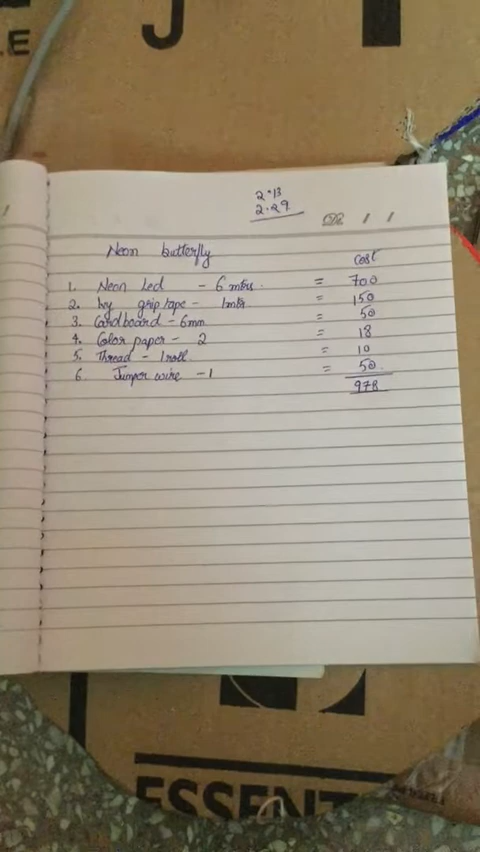 LE
J
2.13
2.29
Neon butterfly
Cost
1. Neon Led - 6 mtrs. = 700
2. Ivy grip tape - 1mtr = 150
3. Cardboard - 6mm = 50
4. Color paper - 2 = 18
5. Thread - 1 roll = 10
6. Jumper wire - 1 = 50
978
ESSENT